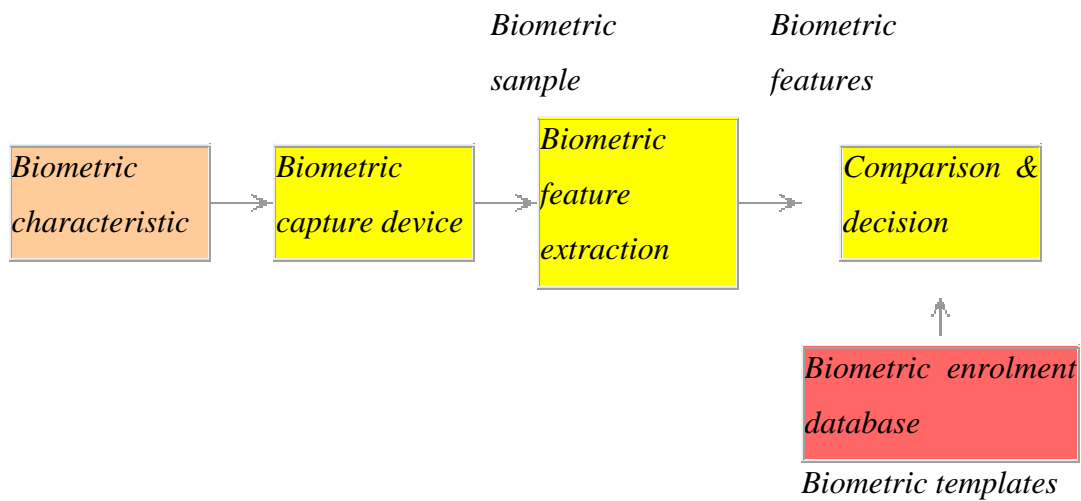 Biometric
sample
Biometric
features
Biometric
characteristic
Biometric
capture device
Biometric
feature
extraction
Comparison &
decision
Biometric enrolment
database
Biometric templates